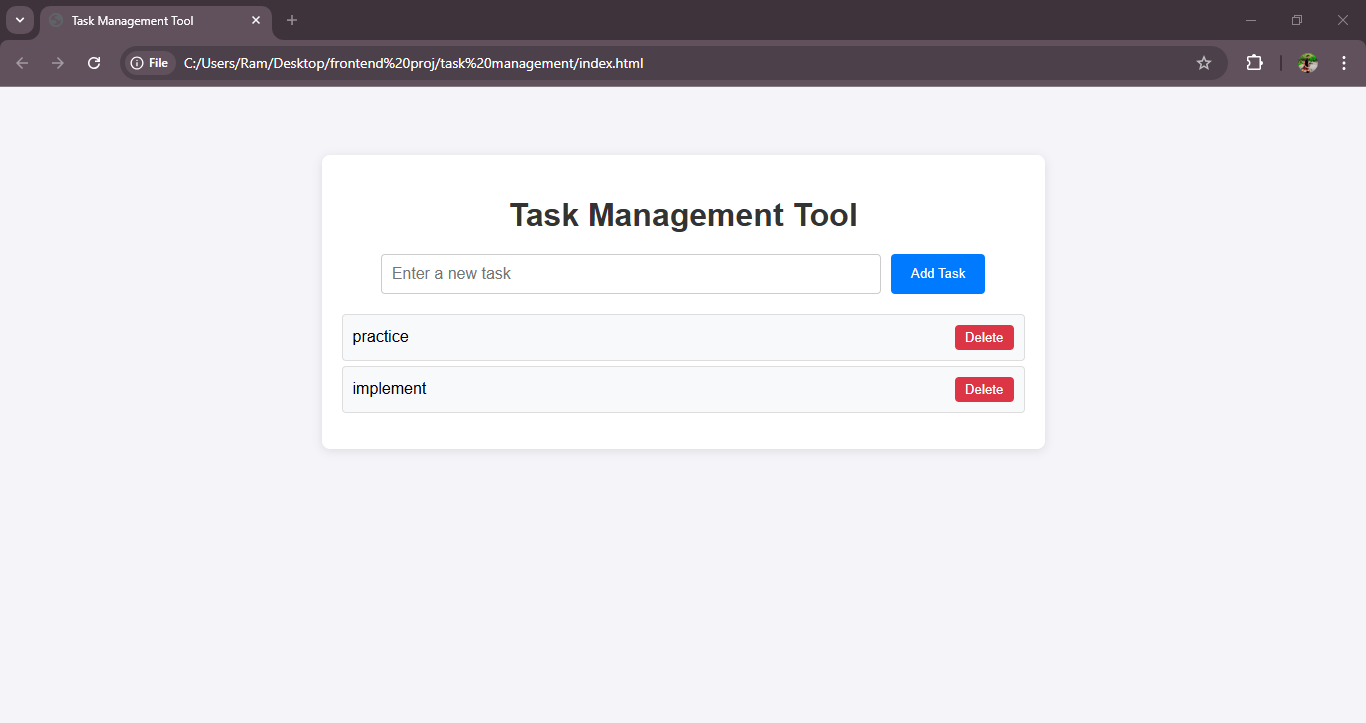 Task Management Tool
File
C:/Users/Ram/Desktop/frontend%20proj/task%20management/index.html
Task Management Tool
Enter a new task
Add Task
practice
Delete
implement
Delete